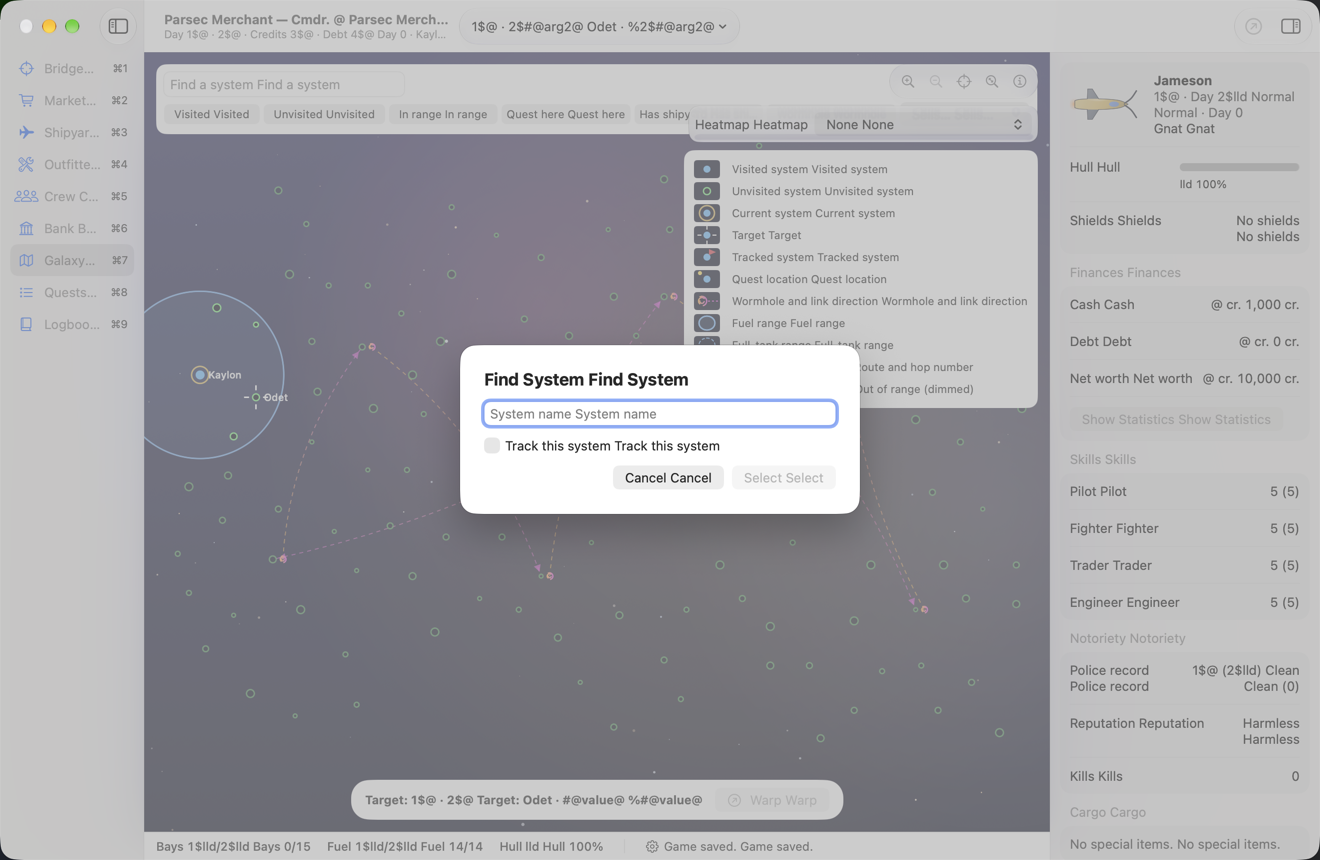 Parsec Merchant — Cmdr. @ Parsec Merch...
Day 1$@ · 2$@ · Credits 3$@ · Debt 4$@ Day 0 · Kayl...
1$@ · 2$#@arg2@ Odet · %2$#@arg2@
Bridge... ⌘1
Market... ⌘2
Shipyar... ⌘3
Outfitte... ⌘4
Crew C... ⌘5
Bank B... ⌘6
Galaxy... ⌘7
Quests... ⌘8
Logboo... ⌘9
Find a system Find a system
Visited Visited
Unvisited Unvisited
In range In range
Quest here Quest here
Has shipy
Heatmap Heatmap
None None
Visited system Visited system
Unvisited system Unvisited system
Current system Current system
Target Target
Tracked system Tracked system
Quest location Quest location
Wormhole and link direction Wormhole and link direction
Fuel range Fuel range
Full-tank range Full-tank range
route and hop number
Out of range (dimmed)
Kaylon
Odet
Find System Find System
System name System name
Track this system Track this system
Cancel Cancel
Select Select
Target: 1$@ · 2$@ Target: Odet · #@value@ %#@value@
Warp Warp
Bays 1$lld/2$lld Bays 0/15
Fuel 1$lld/2$lld Fuel 14/14
Hull lld Hull 100%
Game saved. Game saved.
Jameson
1$@ · Day 2$lld Normal
Normal · Day 0
Gnat Gnat
Hull Hull
lld 100%
Shields Shields
No shields
No shields
Finances Finances
Cash Cash @ cr. 1,000 cr.
Debt Debt @ cr. 0 cr.
Net worth Net worth @ cr. 10,000 cr.
Show Statistics Show Statistics
Skills Skills
Pilot Pilot 5 (5)
Fighter Fighter 5 (5)
Trader Trader 5 (5)
Engineer Engineer 5 (5)
Notoriety Notoriety
Police record 1$@ (2$lld) Clean
Police record Clean (0)
Reputation Reputation Harmless
Harmless
Kills Kills 0
Cargo Cargo
No special items. No special items.